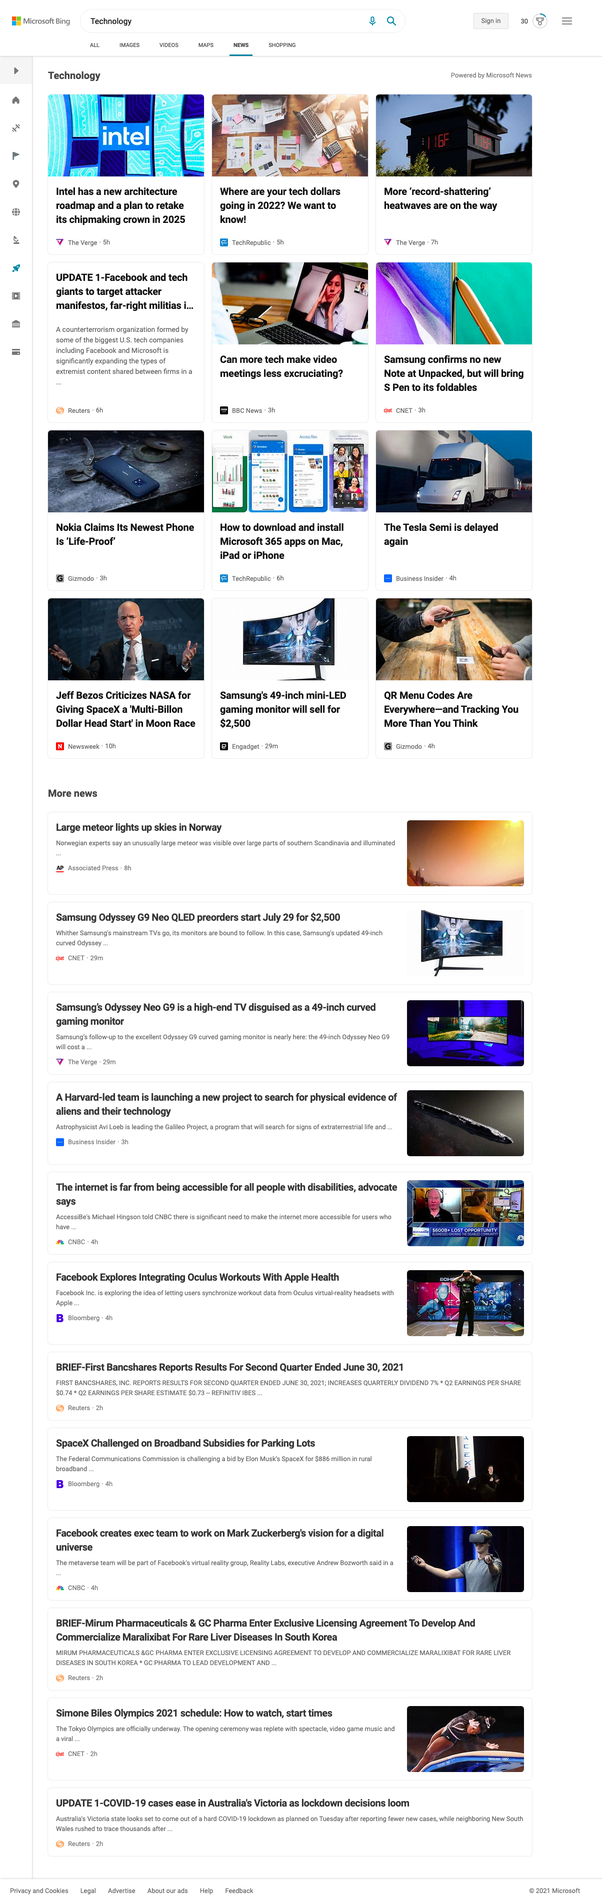 Microsoft Bing
Technology
Sign in
30
ALL IMAGES VIDEOS MAPS NEWS SHOPPING
Technology
Powered by Microsoft News
intel
Intel has a new architecture
roadmap and a plan to retake
its chipmaking crown in 2025
The Verge · 5h
Where are your tech dollars
going in 2022? We want to
know!
TechRepublic · 5h
116F
More ‘record-shattering’
heatwaves are on the way
The Verge · 7h
UPDATE 1-Facebook and tech
giants to target attacker
manifestos, far-right militias i...
A counterterrorism organization formed by
some of the biggest U.S. tech companies
including Facebook and Microsoft is
significantly expanding the types of
extremist content shared between firms in a
...
Reuters · 6h
Can more tech make video
meetings less excruciating?
BBC News · 3h
Samsung confirms no new
Note at Unpacked, but will bring
S Pen to its foldables
CNET · 3h
Nokia Claims Its Newest Phone
Is ‘Life-Proof’
Gizmodo · 3h
How to download and install
Microsoft 365 apps on Mac,
iPad or iPhone
TechRepublic · 6h
The Tesla Semi is delayed
again
Business Insider · 4h
Jeff Bezos Criticizes NASA for
Giving SpaceX a 'Multi-Billon
Dollar Head Start' in Moon Race
Newsweek · 10h
Samsung's 49-inch mini-LED
gaming monitor will sell for
$2,500
Engadget · 29m
QR Menu Codes Are
Everywhere—and Tracking You
More Than You Think
Gizmodo · 4h
More news
Large meteor lights up skies in Norway
Norwegian experts say an unusually large meteor was visible over large parts of southern Scandinavia and illuminated
...
AP Associated Press · 8h
Samsung Odyssey G9 Neo QLED preorders start July 29 for $2,500
Whither Samsung's mainstream TVs go, its monitors are bound to follow. In this case, Samsung's updated 49-inch
curved Odyssey ...
CNET · 29m
Samsung’s Odyssey Neo G9 is a high-end TV disguised as a 49-inch curved
gaming monitor
Samsung’s follow-up to the excellent Odyssey G9 curved gaming monitor is nearly here: the 49-inch Odyssey Neo G9
will cost a ...
The Verge · 29m
A Harvard-led team is launching a new project to search for physical evidence of
aliens and their technology
Astrophysicist Avi Loeb is leading the Galileo Project, a program that will search for signs of extraterrestrial life and ...
Business Insider · 3h
The internet is far from being accessible for all people with disabilities, advocate
says
AccessiBe's Michael Hingson told CNBC there is significant need to make the internet more accessible for users who
have ...
CNBC · 4h
$600B+ LOST OPPORTUNITY
Facebook Explores Integrating Oculus Workouts With Apple Health
Facebook Inc. is exploring the idea of letting users synchronize workout data from Oculus virtual-reality headsets with
Apple ...
B Bloomberg · 4h
BRIEF-First Bancshares Reports Results For Second Quarter Ended June 30, 2021
FIRST BANCSHARES, INC. REPORTS RESULTS FOR SECOND QUARTER ENDED JUNE 30, 2021; INCREASES QUARTERLY DIVIDEND 7% * Q2 EARNINGS PER SHARE
$0.74 * Q2 EARNINGS PER SHARE ESTIMATE $0.73 -- REFINITIV IBES ...
Reuters · 2h
SpaceX Challenged on Broadband Subsidies for Parking Lots
The Federal Communications Commission is challenging a bid by Elon Musk's SpaceX for $886 million in rural
broadband ...
B Bloomberg · 4h
Facebook creates exec team to work on Mark Zuckerberg's vision for a digital
universe
The metaverse team will be part of Facebook's virtual reality group, Reality Labs, executive Andrew Bozworth said in a
...
CNBC · 4h
BRIEF-Mirum Pharmaceuticals & GC Pharma Enter Exclusive Licensing Agreement To Develop And
Commercialize Maralixibat For Rare Liver Diseases In South Korea
MIRUM PHARMACEUTICALS &GC PHARMA ENTER EXCLUSIVE LICENSING AGREEMENT TO DEVELOP AND COMMERCIALIZE MARALIXIBAT FOR RARE LIVER
DISEASES IN SOUTH KOREA * GC PHARMA TO LEAD DEVELOPMENT AND ...
Reuters · 2h
Simone Biles Olympics 2021 schedule: How to watch, start times
The Tokyo Olympics are officially underway. The opening ceremony was replete with spectacle, video game music and
a viral ...
CNET · 2h
UPDATE 1-COVID-19 cases ease in Australia's Victoria as lockdown decisions loom
Australia's Victoria state looks set to come out of a hard COVID-19 lockdown as planned on Tuesday after reporting fewer new cases, while neighboring New South
Wales rushed to trace thousands after ...
Reuters · 2h
Privacy and Cookies Legal Advertise About our ads Help Feedback © 2021 Microsoft